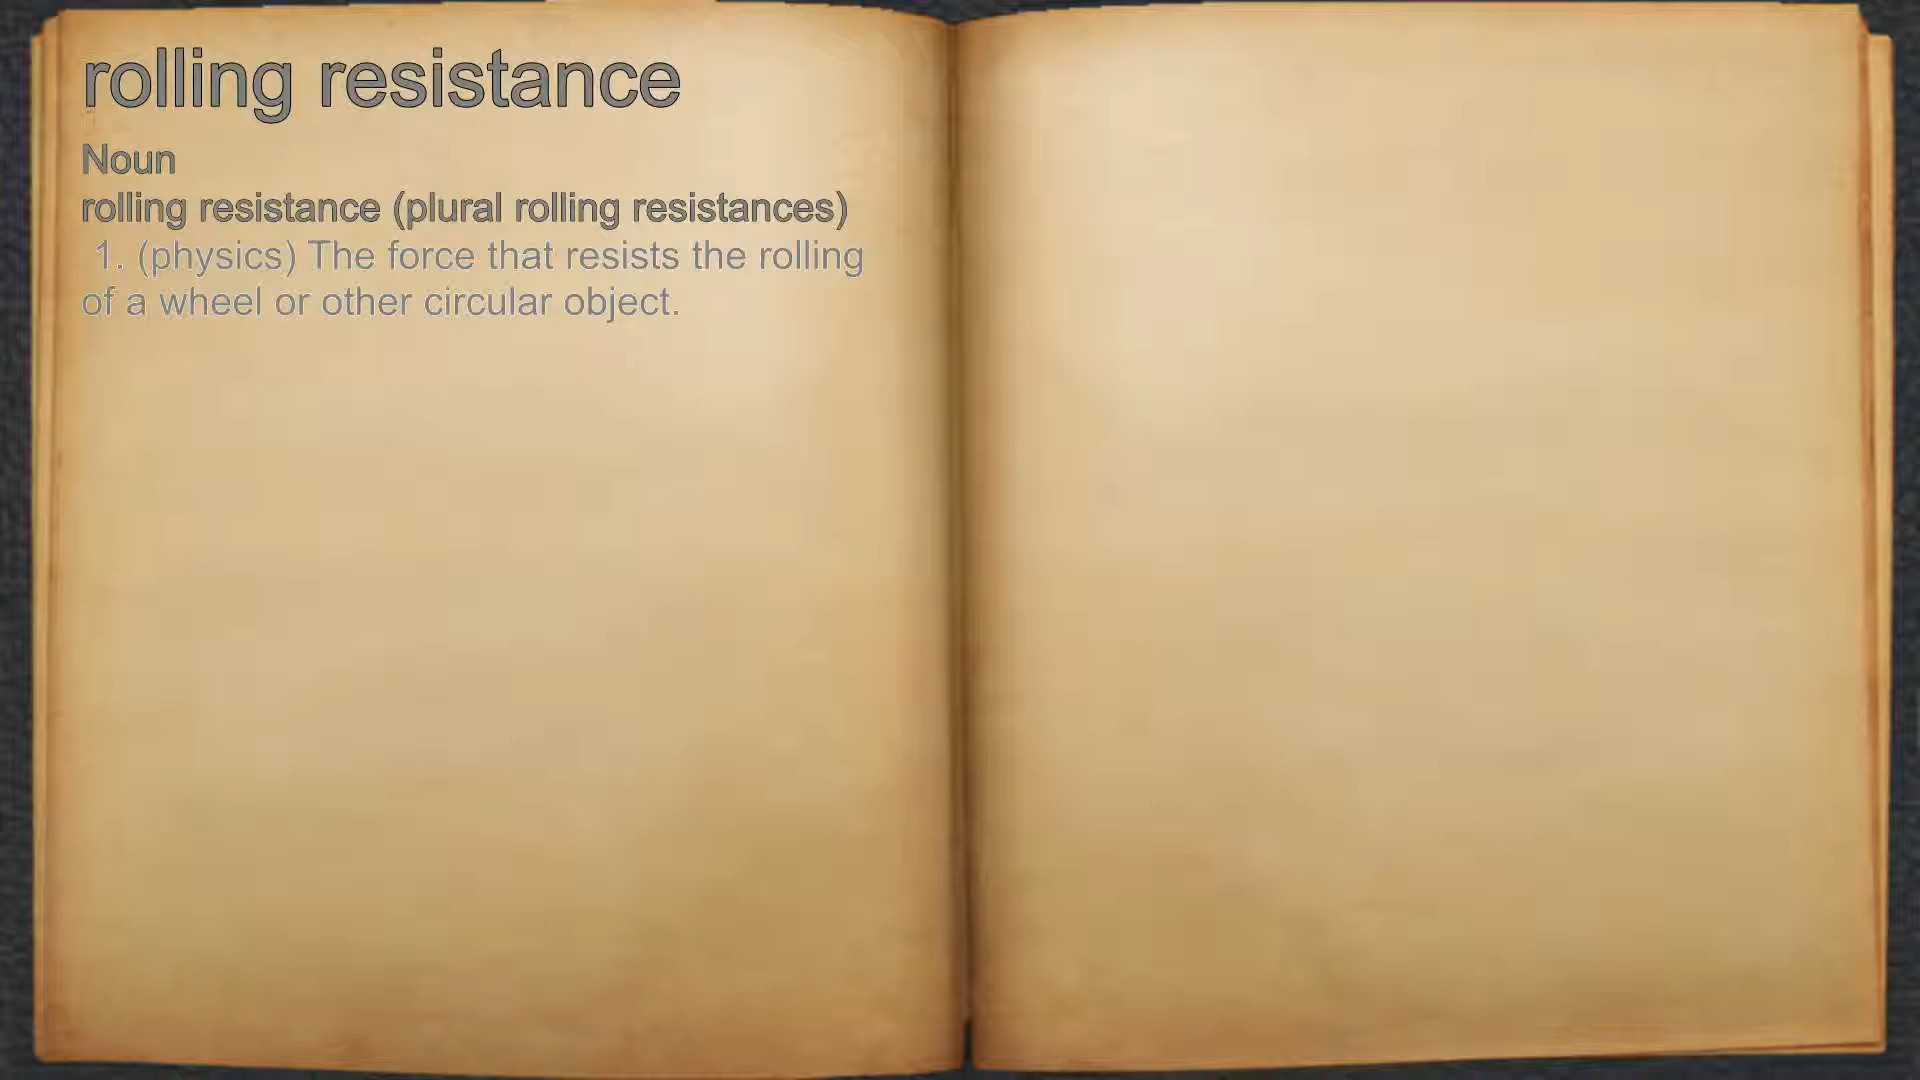 rolling resistance
Noun
rolling resistance (plural rolling resistances)
1. (physics) The force that resists the rolling
of a wheel or other circular object.